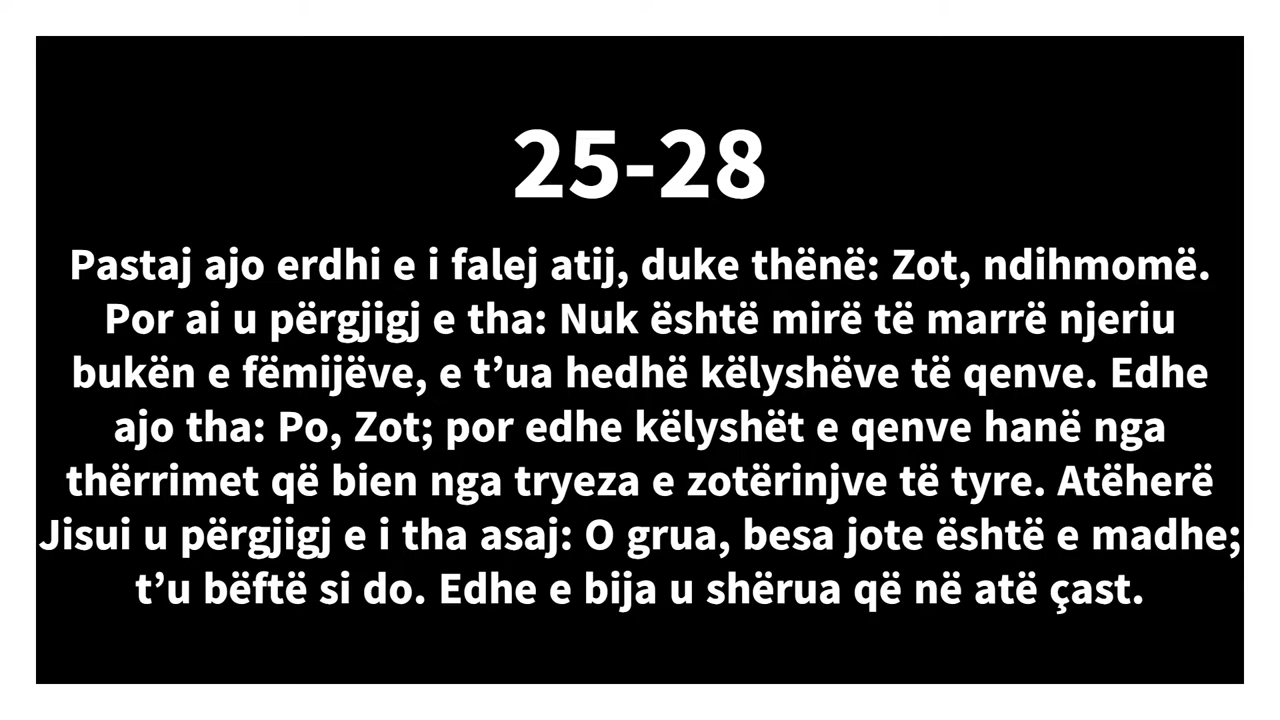 25-28
Pastaj ajo erdhi e i falej atij, duke thënë: Zot, ndihmomë.
Por ai u përgjigj e tha: Nuk është mirë të marrë njeriu
bukën e fëmijëve, e t’ua hedhë këlyshëve të qenve. Edhe
ajo tha: Po, Zot; por edhe këlyshët e qenve hanë nga
thërrimet që bien nga tryeza e zotërinjve të tyre. Atëherë
Jisui u përgjigj e i tha asaj: O grua, besa jote është e madhe;
t’u bëftë si do. Edhe e bija u shërua që në atë çast.